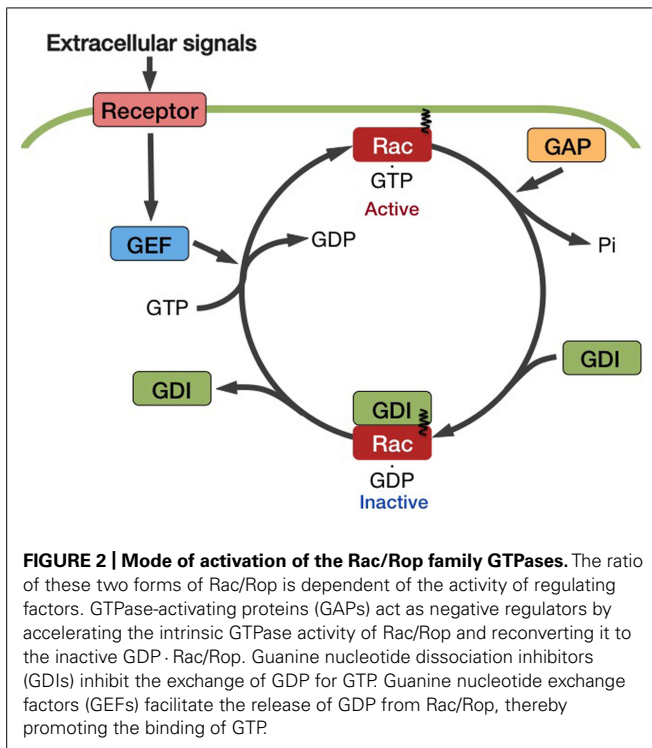 Extracellular signals
Receptor
Rac
GTP
Active
GAP
GEF
GDP
Pi
GTP
GDI
GDI
GDI
Rac
GDP
Inactive
FIGURE 2 | Mode of activation of the Rac/Rop family GTPases. The ratio
of these two forms of Rac/Rop is dependent of the activity of regulating
factors. GTPase-activating proteins (GAPs) act as negative regulators by
accelerating the intrinsic GTPase activity of Rac/Rop and reconverting it to
the inactive GDP · Rac/Rop. Guanine nucleotide dissociation inhibitors
(GDIs) inhibit the exchange of GDP for GTP. Guanine nucleotide exchange
factors (GEFs) facilitate the release of GDP from Rac/Rop, thereby
promoting the binding of GTP.